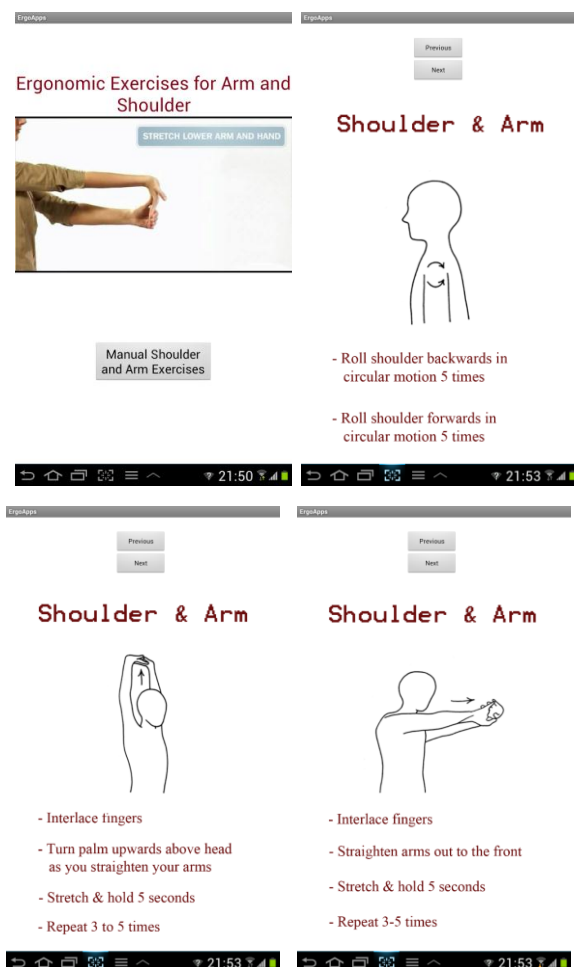 ErgoApps
Ergonomic Exercises for Arm and
Shoulder
STRETCH LOWER ARM AND HAND
Manual Shoulder
and Arm Exercises
21:50
ErgoApps
Previous
Next
Shoulder & Arm
- Roll shoulder backwards in
circular motion 5 times
- Roll shoulder forwards in
circular motion 5 times
21:53
ErgoApps
Previous
Next
Shoulder & Arm
- Interlace fingers
- Turn palm upwards above head
as you straighten your arms
- Stretch & hold 5 seconds
- Repeat 3 to 5 times
21:53
ErgoApps
Previous
Next
Shoulder & Arm
- Interlace fingers
- Straighten arms out to the front
- Stretch & hold 5 seconds
- Repeat 3-5 times
21:53